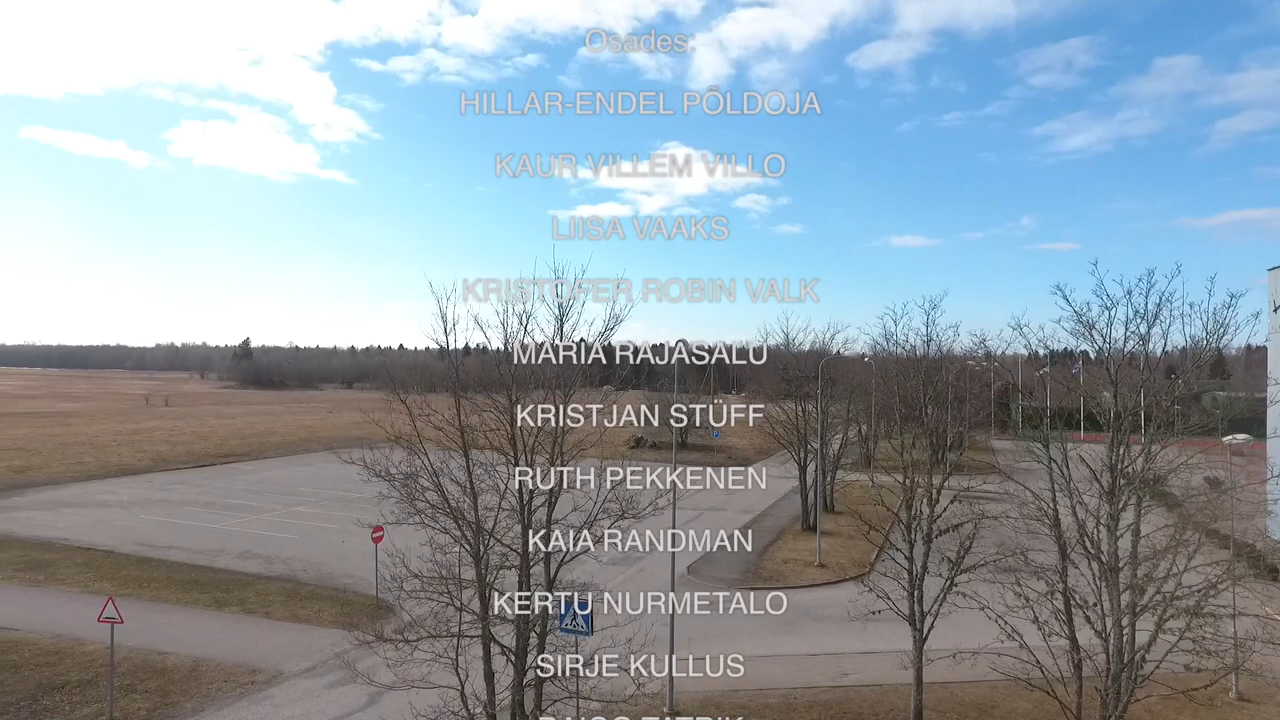 Osades:
HILLAR-ENDEL PÕLDOJA
KAUR VILLEM VILLO
LIISA VAAKS
KRISTOFER ROBIN VALK
MARIA RAJASALU
KRISTJAN STÜFF
RUTH PEKKENEN
KAIA RANDMAN
KERTU NURMETALO
SIRJE KULLUS